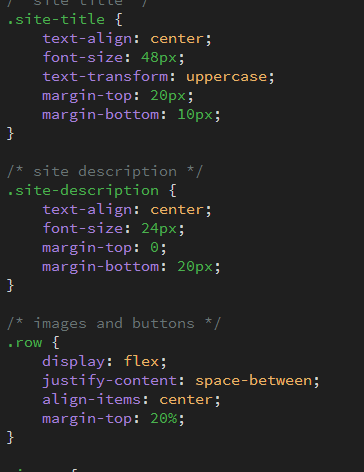 /* site title */
.site-title {
    text-align: center;
    font-size: 48px;
    text-transform: uppercase;
    margin-top: 20px;
    margin-bottom: 10px;
}

/* site description */
.site-description {
    text-align: center;
    font-size: 24px;
    margin-top: 0;
    margin-bottom: 20px;
}

/* images and buttons */
.row {
    display: flex;
    justify-content: space-between;
    align-items: center;
    margin-top: 20%;
}